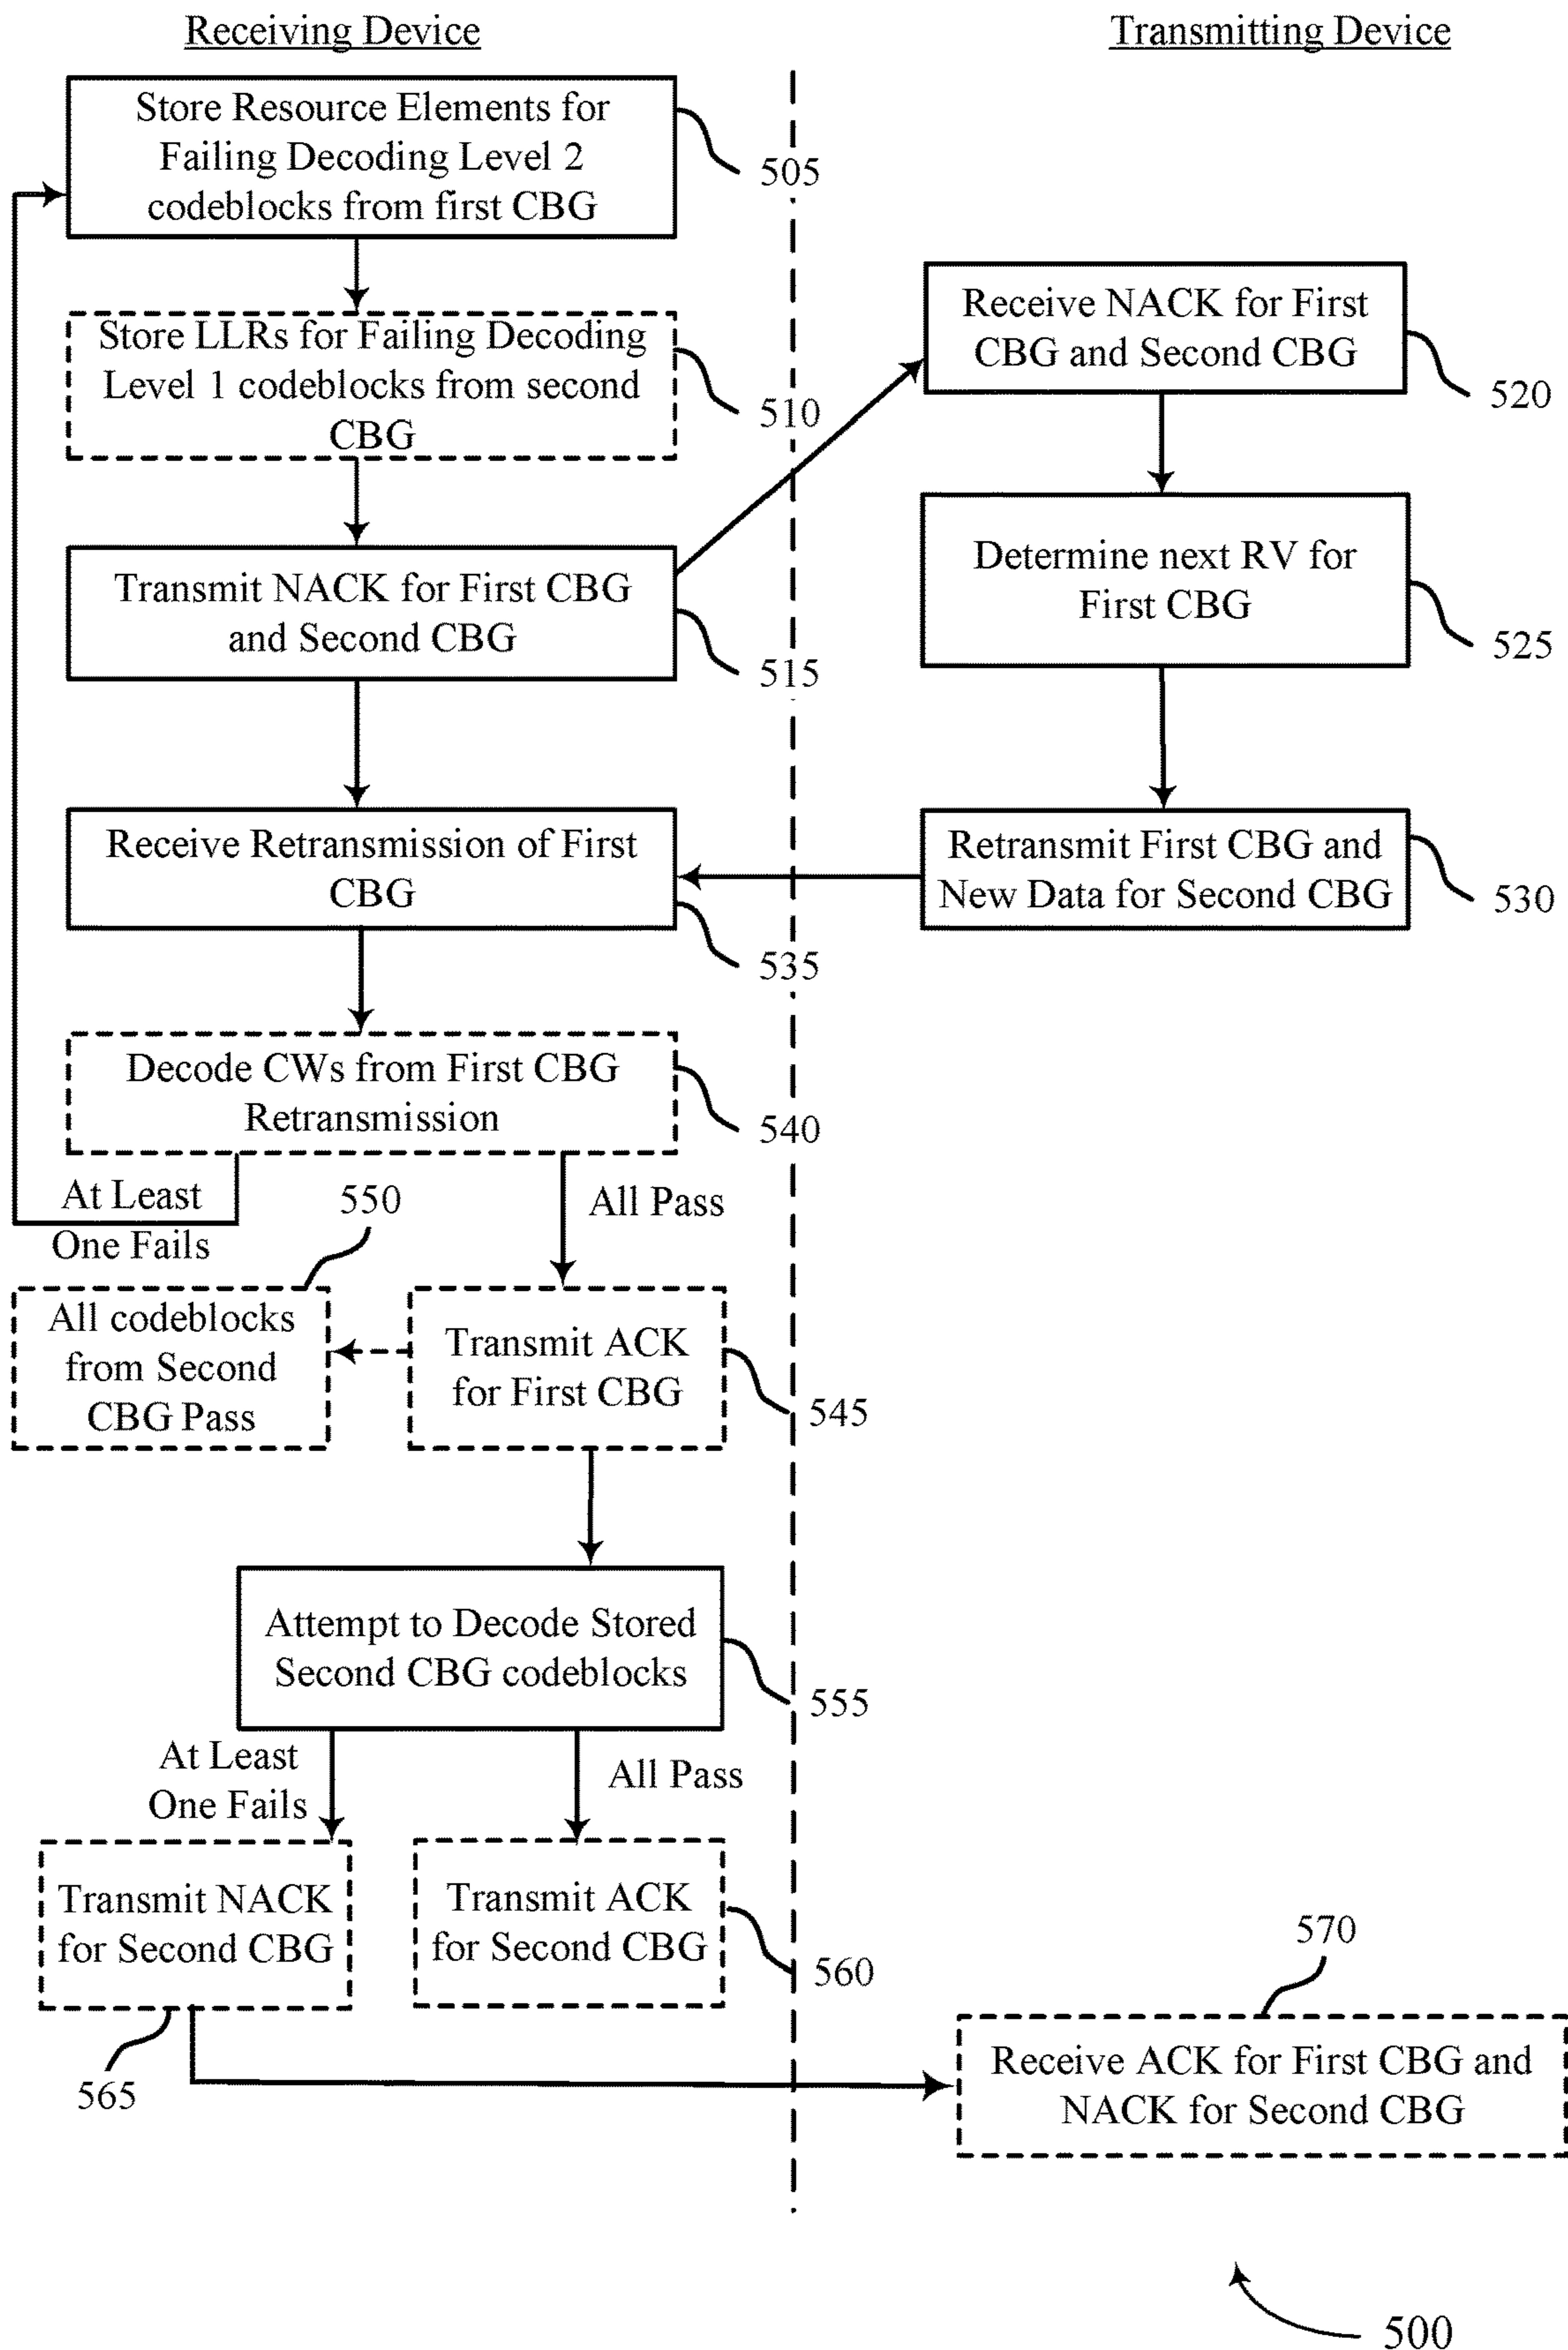 Receiving Device
Transmitting Device
Store Resource Elements for
Failing Decoding Level 2
codeblocks from first CBG
505
Store LLRs for Failing Decoding
Level 1 codeblocks from second
CBG
510
Receive NACK for First
CBG and Second CBG
520
Transmit NACK for First CBG
and Second CBG
515
Determine next RV for
First CBG
525
Receive Retransmission of First
CBG
535
Retransmit First CBG and
New Data for Second CBG
530
Decode CWs from First CBG
Retransmission
540
At Least
One Fails
All Pass
550
All codeblocks
from Second
CBG Pass
Transmit ACK
for First CBG
545
Attempt to Decode Stored
Second CBG codeblocks
555
At Least
One Fails
All Pass
Transmit NACK
for Second CBG
565
Transmit ACK
for Second CBG
560
570
Receive ACK for First CBG and
NACK for Second CBG
500